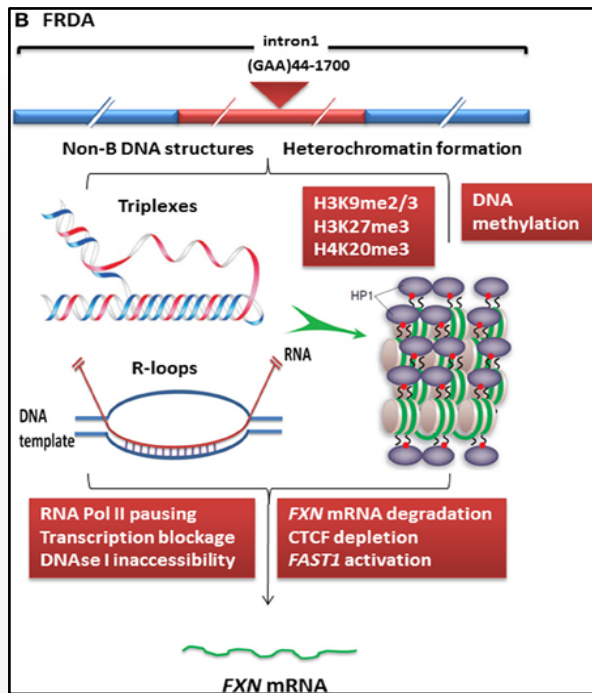 B FRDA
intron1
(GAA)44-1700
Non-B DNA structures
Heterochromatin formation
Triplexes
H3K9me2/3
H3K27me3
H4K20me3
DNA
methylation
HP1
R-loops
RNA
DNA
template
RNA Pol II pausing
Transcription blockage
DNAse I inaccessibility
FXN mRNA degradation
CTCF depletion
FAST1 activation
FXN mRNA